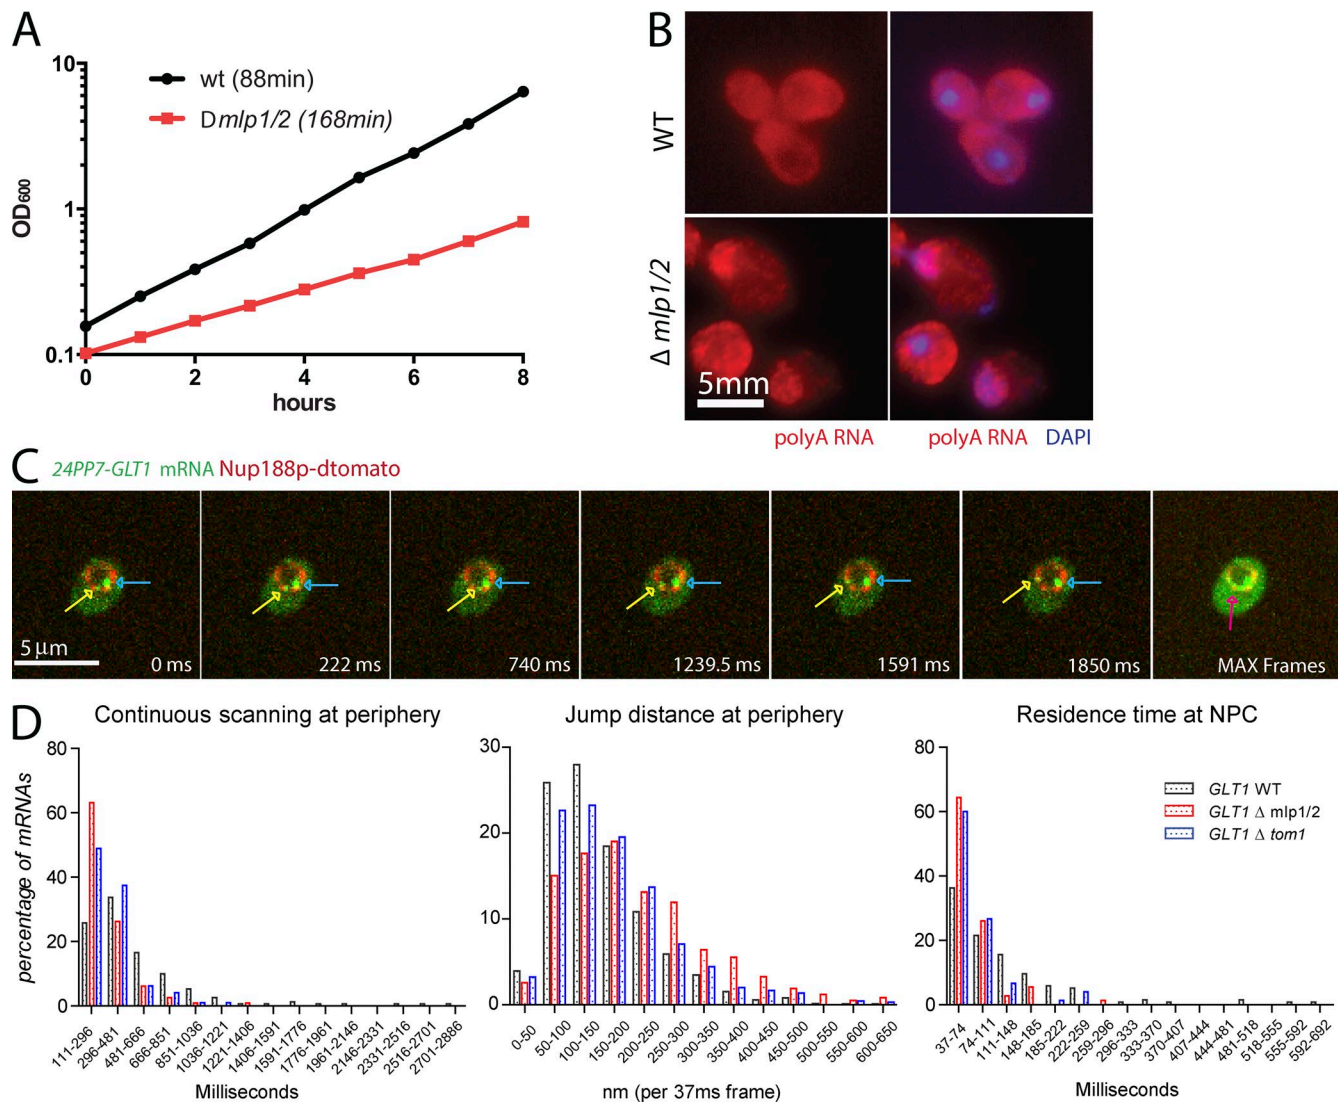 A
10
1
0.1
OD600
wt (88min)
Dmlp1/2 (168min)
0 2 4 6 8
hours
B
WT
Δ mlp1/2
5mm
polyA RNA polyA RNA DAPI
C 24PP7-GLT1 mRNA Nup188p-dtomato
5 μm
0 ms 222 ms 740 ms 1239.5 ms 1591 ms 1850 ms MAX Frames
D
Continuous scanning at periphery
percentage of mRNAs
80
60
40
20
0
111-296 296-481 481-666 666-851 851-1036 1036-1221 1221-1406 1406-1591 1591-1776 1776-1961 1961-2146 2146-2331 2331-2516 2516-2701 2701-2886
Milliseconds
Jump distance at periphery
30
20
10
0
0-50 50-100 100-150 150-200 200-250 250-300 300-350 350-400 400-450 450-500 500-550 550-600 600-650
nm (per 37ms frame)
Residence time at NPC
80
60
40
20
0
GLT1 WT
GLT1 Δ mlp1/2
GLT1 Δ tom1
37-74 74-111 111-148 148-185 185-222 222-259 259-296 296-333 333-370 370-407 407-444 444-481 481-518 518-555 555-592 592-692
Milliseconds